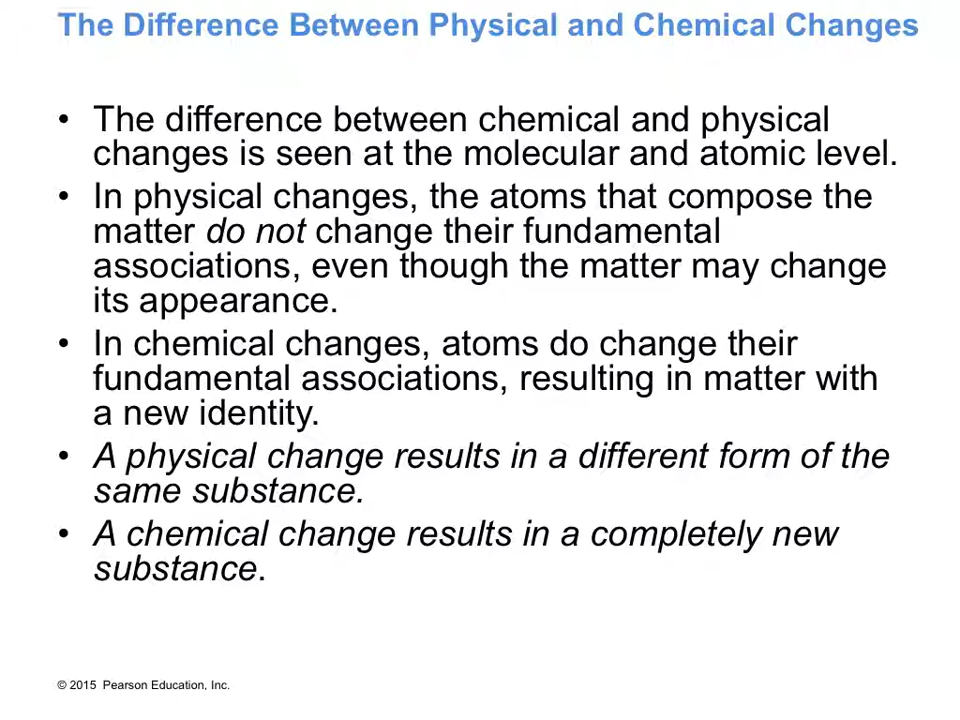 The Difference Between Physical and Chemical Changes
• The difference between chemical and physical
changes is seen at the molecular and atomic level.
• In physical changes, the atoms that compose the
matter do not change their fundamental
associations, even though the matter may change
its appearance.
• In chemical changes, atoms do change their
fundamental associations, resulting in matter with
a new identity.
• A physical change results in a different form of the
same substance.
• A chemical change results in a completely new
substance.
© 2015 Pearson Education, Inc.